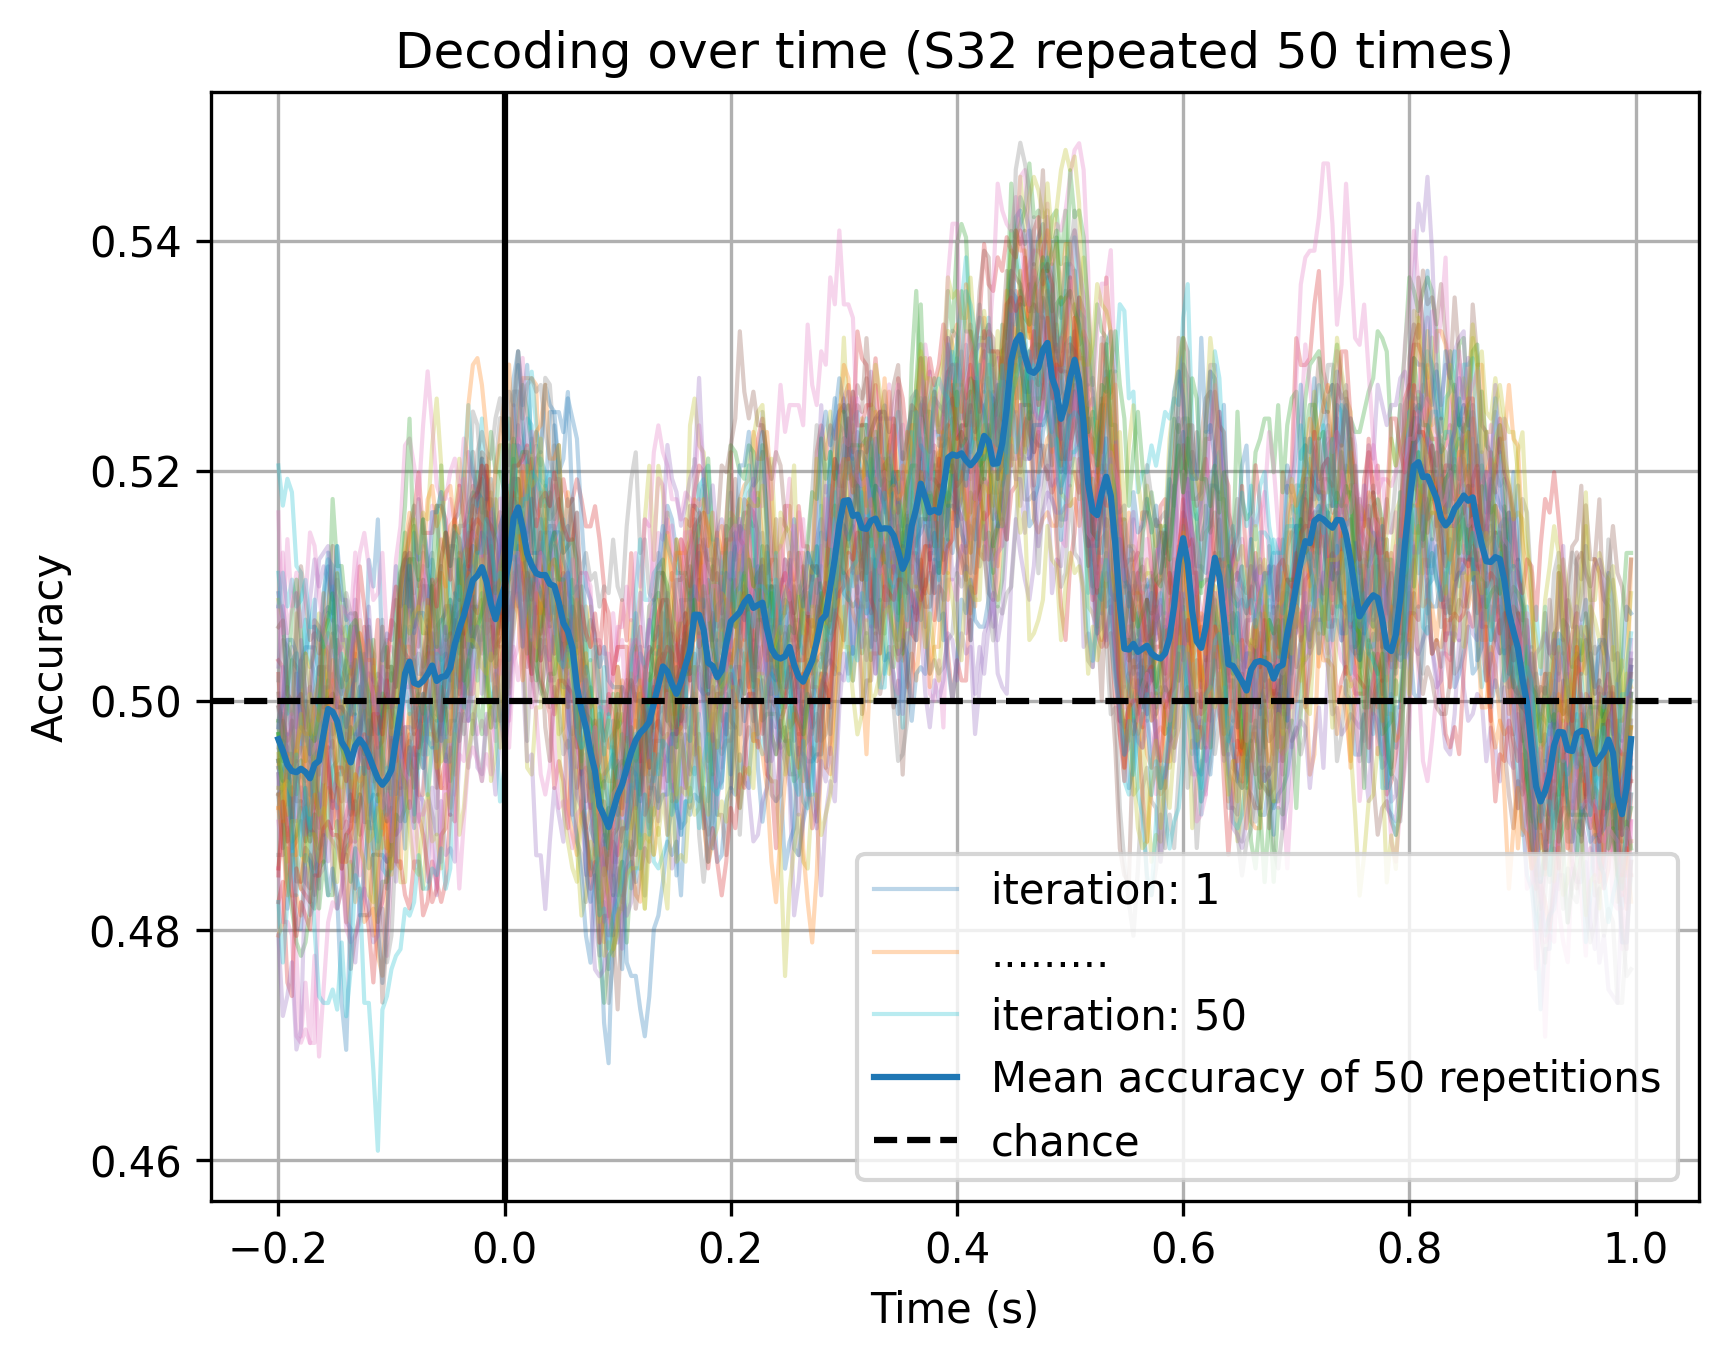 Decoding over time (S32 repeated 50 times)
Accuracy
0.54
0.52
0.50
0.48
0.46
−0.2
0.0
0.2
0.4
0.6
0.8
1.0
Time (s)
iteration: 1
.........
iteration: 50
Mean accuracy of 50 repetitions
chance